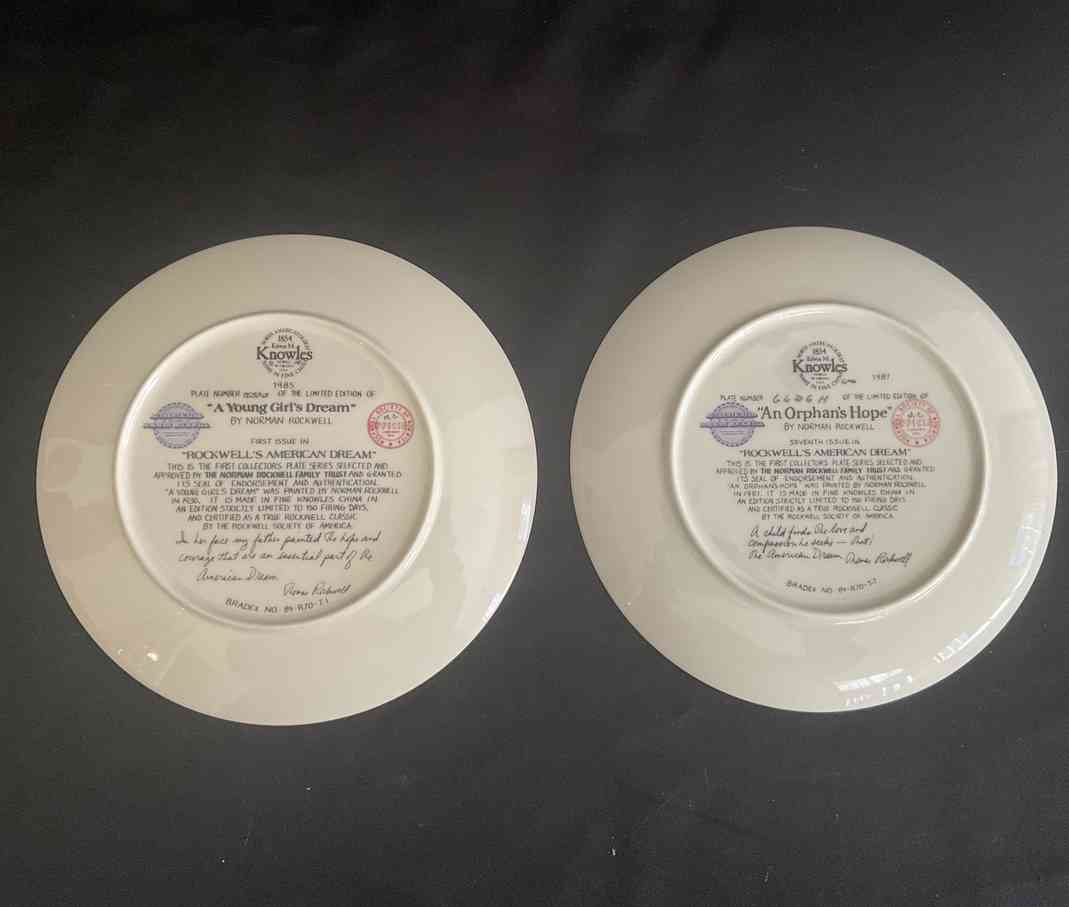 1854
Edwin M.
Knowles
1985
PLATE NUMBER OF THE LIMITED EDITION OF
"A Young Girl's Dream"
BY NORMAN ROCKWELL
FIRST ISSUE IN
"ROCKWELL'S AMERICAN DREAM"
THIS IS THE FIRST COLLECTOR'S PLATE SERIES SELECTED AND
APPROVED BY THE NORMAN ROCKWELL FAMILY TRUST AND GRANTED
ITS SEAL OF ENDORSEMENT AND AUTHENTICATION.
"A YOUNG GIRL'S DREAM" WAS PAINTED BY NORMAN ROCKWELL
IT IS MADE IN FINE KNOWLES CHINA IN
AN EDITION STRICTLY LIMITED TO 150 FIRING DAYS,
AND CERTIFIED AS A TRUE ROCKWELL CLASSIC
BY THE ROCKWELL SOCIETY OF AMERICA.
In her face my father painted the hope and
courage that are an essential part of the
American Dream
Rockwell
BRADEX NO. 84-R70-7.1
1854
Edwin M.
Knowles
1987
PLATE NUMBER OF THE LIMITED EDITION OF
"An Orphan's Hope"
BY NORMAN ROCKWELL
SEVENTH ISSUE IN
"ROCKWELL'S AMERICAN DREAM"
THIS IS THE FIRST COLLECTOR'S PLATE SERIES SELECTED AND
APPROVED BY THE NORMAN ROCKWELL FAMILY TRUST AND GRANTED
ITS SEAL OF ENDORSEMENT AND AUTHENTICATION.
"AN ORPHAN'S HOPE" WAS PAINTED BY NORMAN ROCKWELL
IT IS MADE IN FINE KNOWLES CHINA IN
AN EDITION STRICTLY LIMITED TO 150 FIRING DAYS,
AND CERTIFIED AS A TRUE ROCKWELL CLASSIC
BY THE ROCKWELL SOCIETY OF AMERICA.
A child finds the love and
compassion he seeks —
the American Dream Rockwell
BRADEX NO.